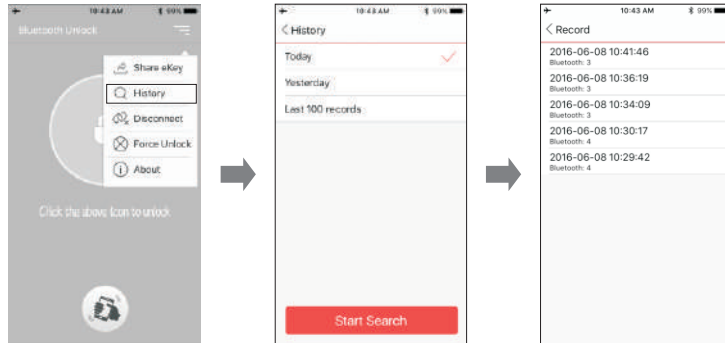 10:43 AM
99%
Bluetooth Unlock
Share eKey
History
Disconnect
Force Unlock
About
Click the above Icon to unlock
10:43 AM
99%
History
Today
Yesterday
Last 100 records
Start Search
10:43 AM
99%
Record
2016-06-08 10:41:46
Bluetooth: 3
2016-06-08 10:36:19
Bluetooth: 3
2016-06-08 10:34:09
Bluetooth: 3
2016-06-08 10:30:17
Bluetooth: 4
2016-06-08 10:29:42
Bluetooth: 4